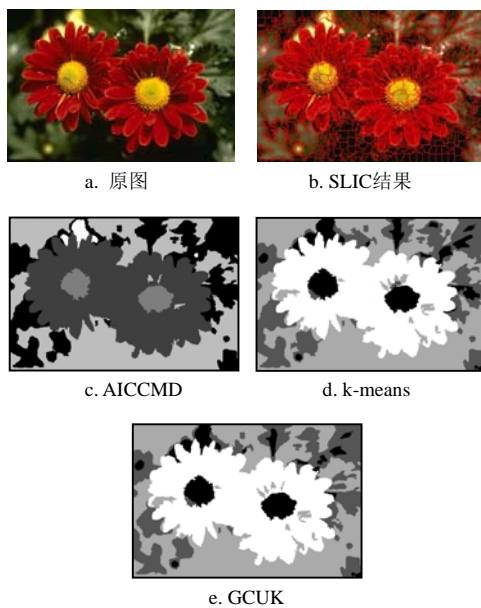 a. 原图
b. SLIC结果
c. AICCMD
d. k-means
e. GCUK